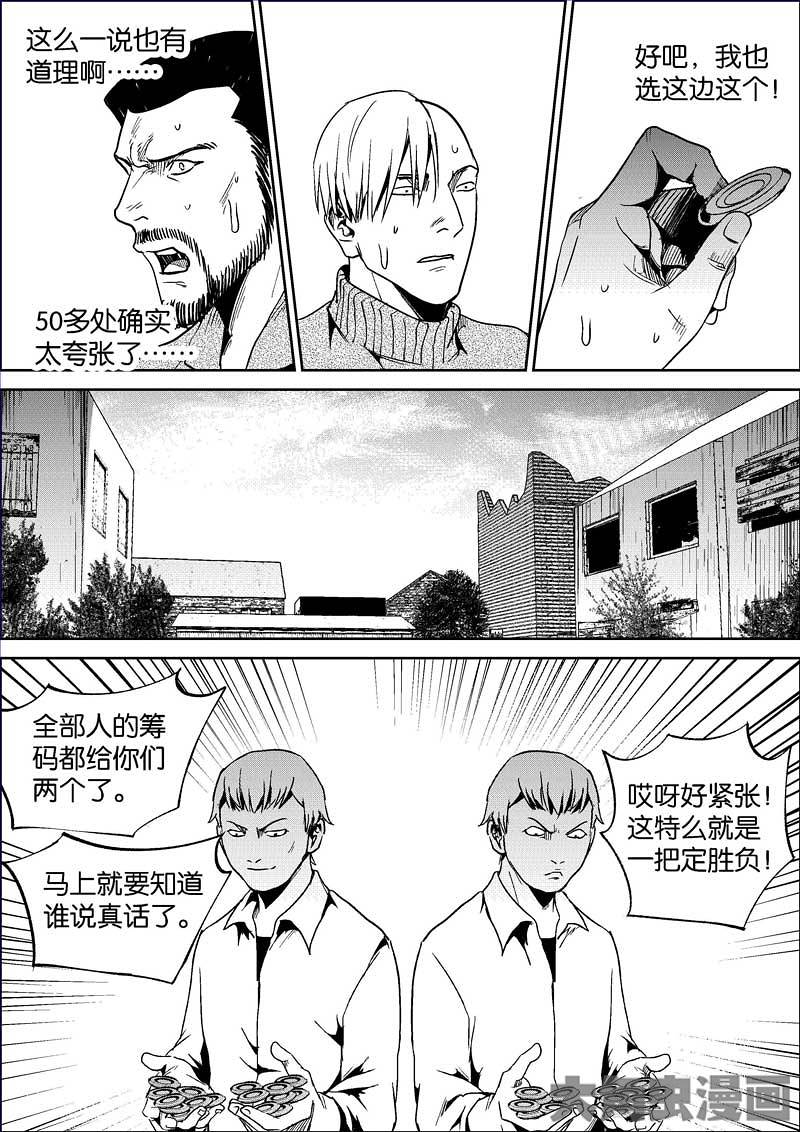 这么一说也有
道理啊……
50多处确实
太夸张了……
好吧，我也
选这边这个！
全部人的筹
码都给你们
两个了。
马上就要知道
谁说真话了。
哎呀好紧张！
这特么就是
一把定胜负！
漫画